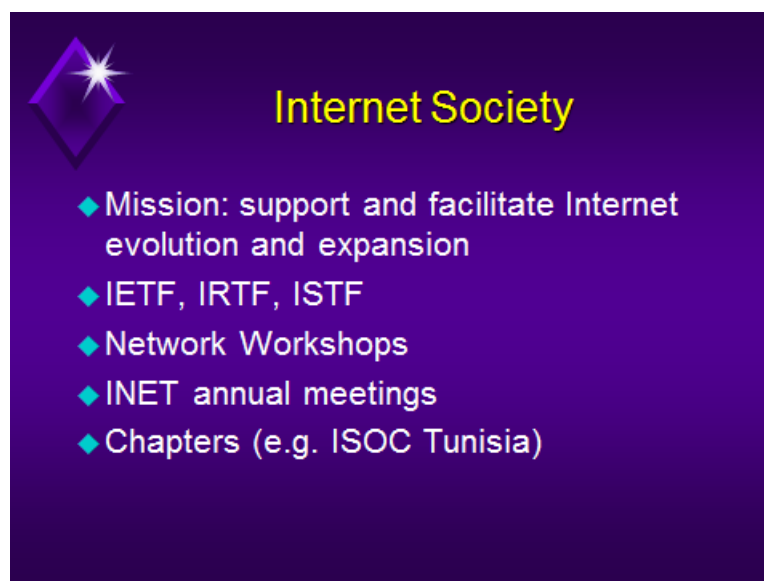 Internet Society
Mission: support and facilitate Internet
evolution and expansion
IETF, IRTF, ISTF
Network Workshops
INET annual meetings
Chapters (e.g. ISOC Tunisia)